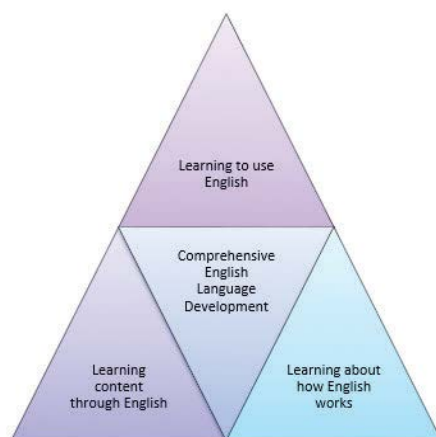 Learning to use
English
Comprehensive
English
Language
Development
Learning
content
through English
Learning about
how English
works